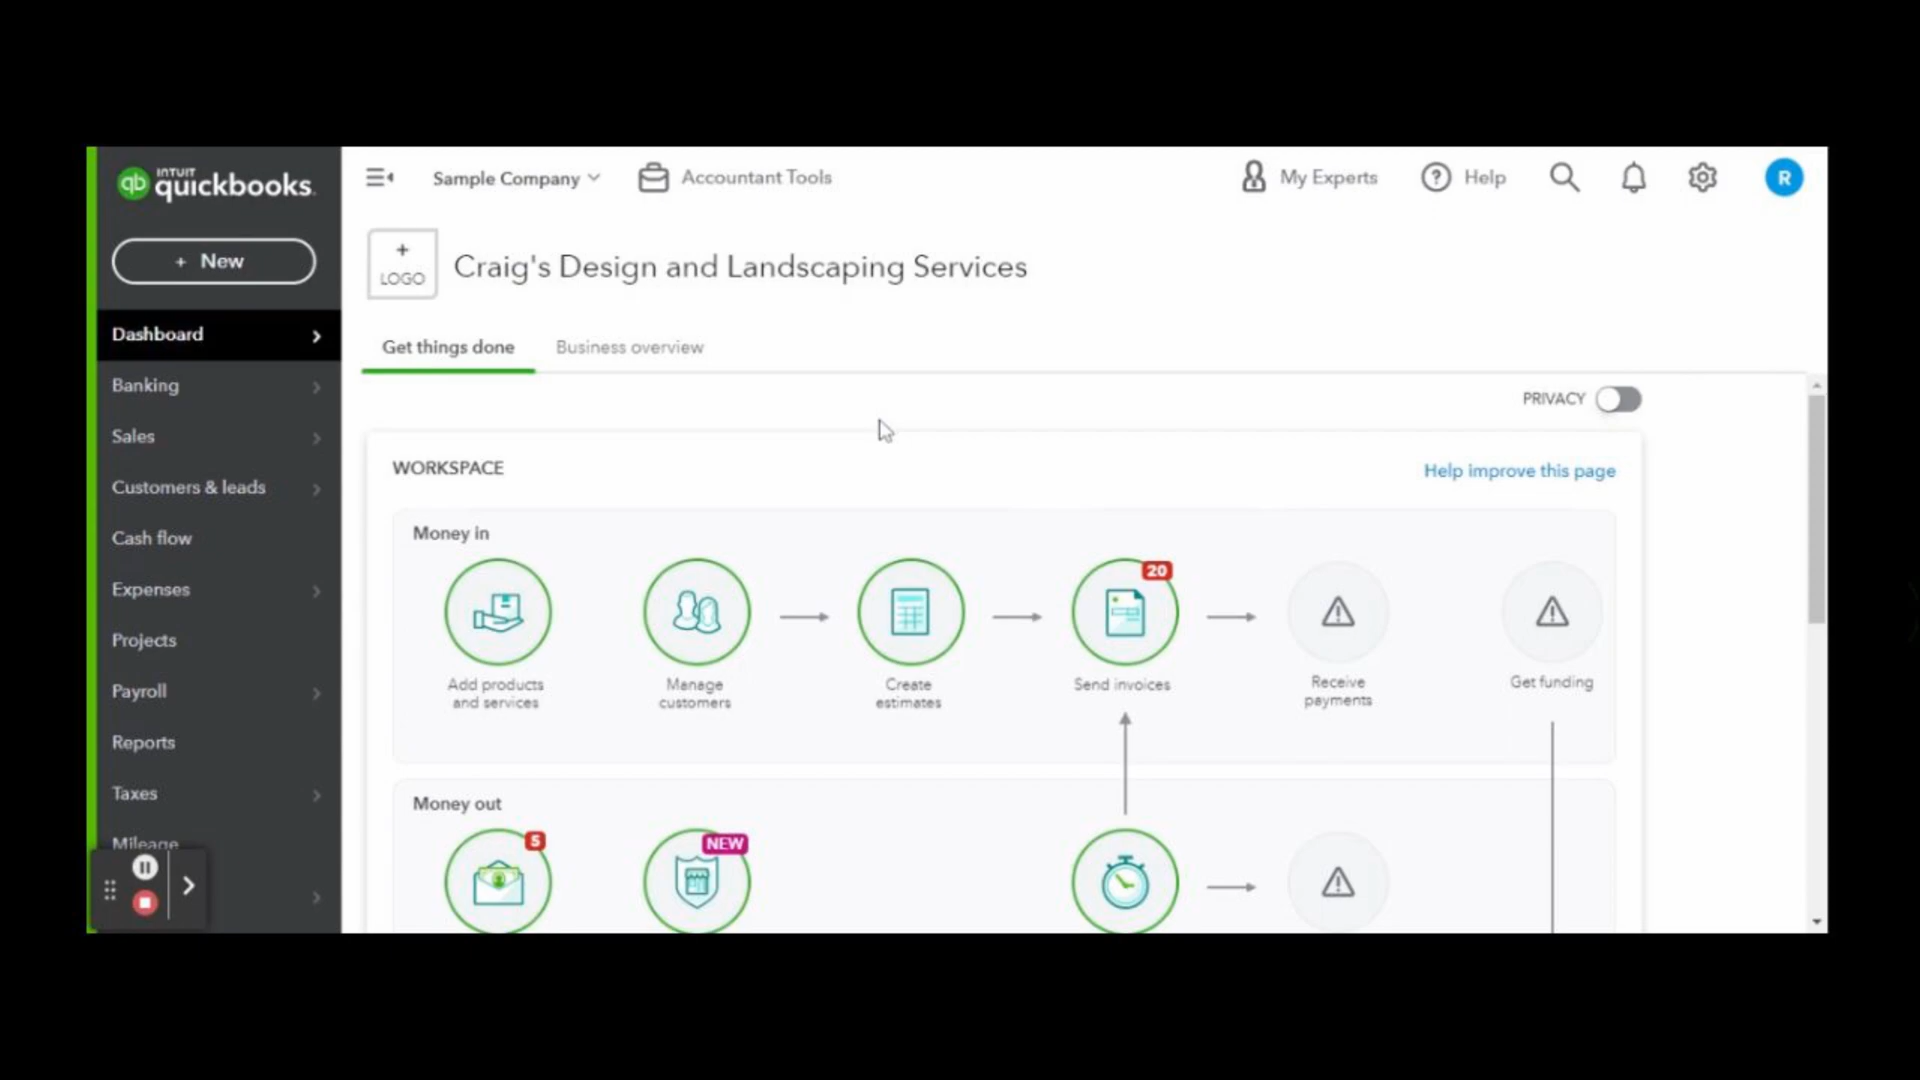 INTUIT
quickbooks.
Sample Company
Accountant Tools
My Experts
Help
R
+ New
+
LOGO
Craig's Design and Landscaping Services
Dashboard
Banking
Sales
Customers & leads
Cash flow
Expenses
Projects
Payroll
Reports
Taxes
Mileage
Get things done
Business overview
PRIVACY
WORKSPACE
Help improve this page
Money in
20
Add products
and services
Manage
customers
Create
estimates
Send invoices
Receive
payments
Get funding
Money out
5
NEW